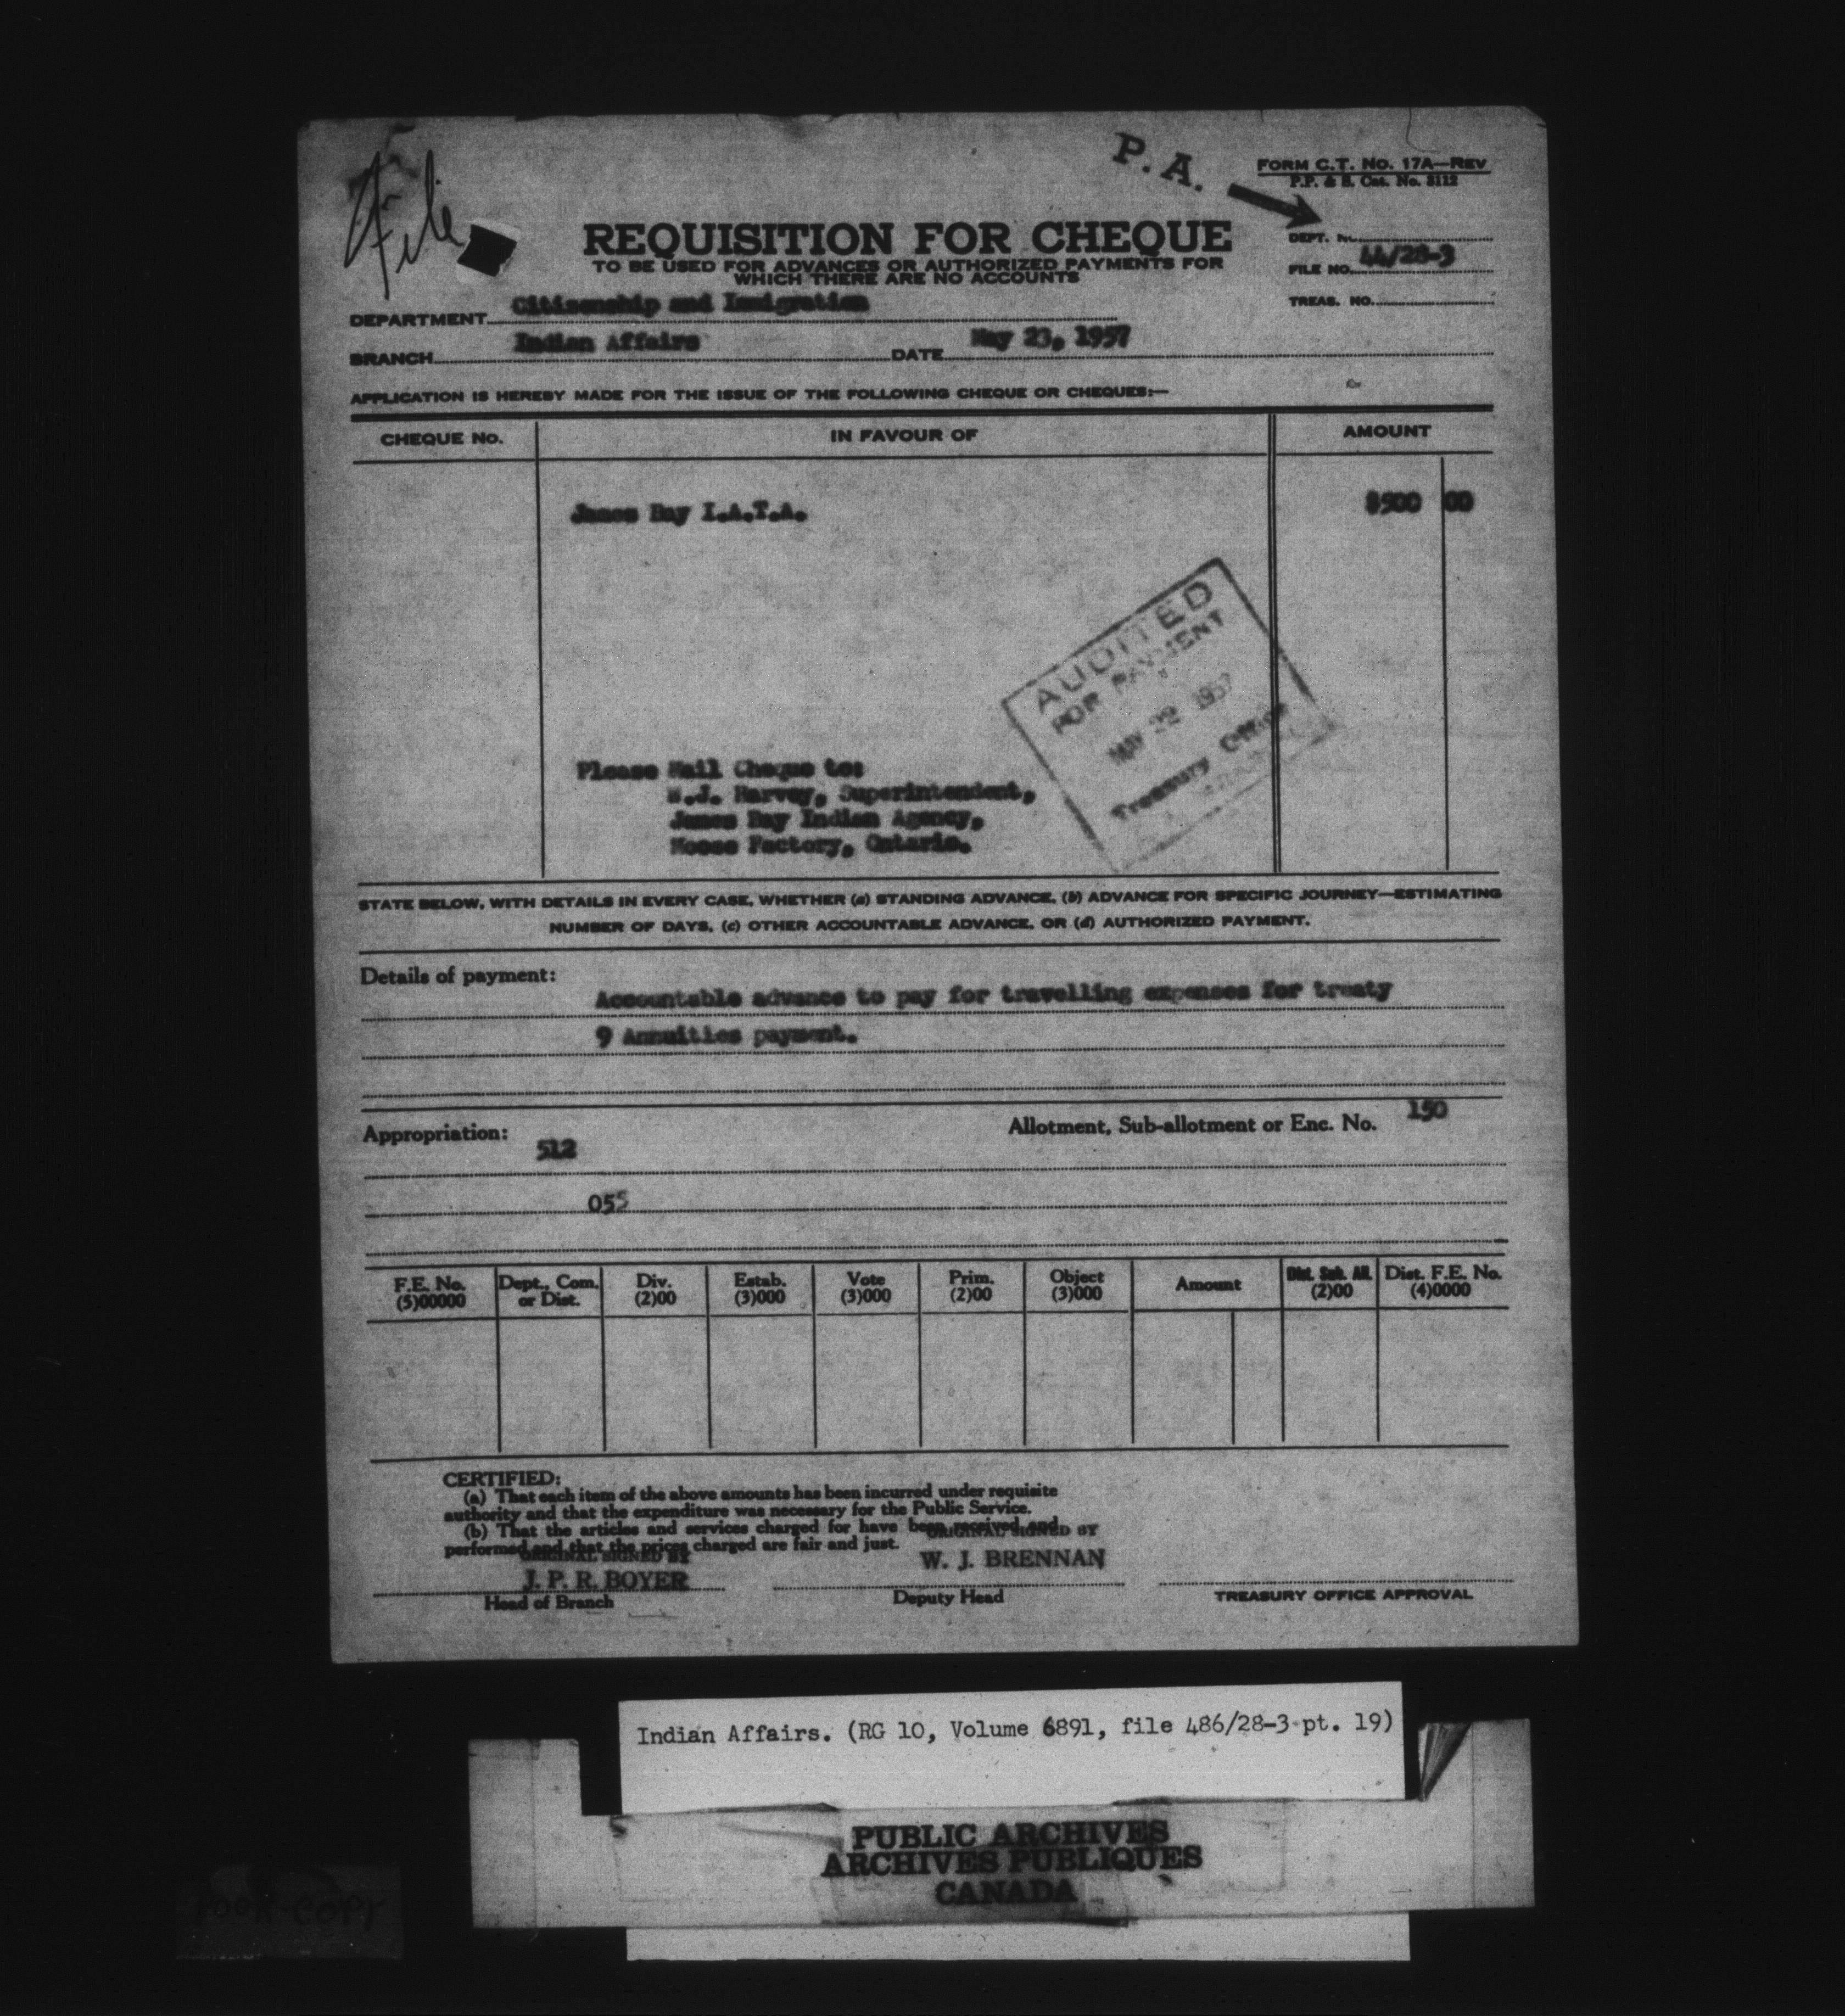 File
P. A.
FORM C.T. NO. 17A—REV
P.P. & S. Cat. No. 3112
REQUISITION FOR CHEQUE
TO BE USED FOR ADVANCES OR AUTHORIZED PAYMENTS FOR
WHICH THERE ARE NO ACCOUNTS
DEPT. No.
FILE NO. 44/28-3
TREAS. NO.
DEPARTMENT Citizenship and Immigration
BRANCH Indian Affairs DATE May 23, 1957
APPLICATION IS HEREBY MADE FOR THE ISSUE OF THE FOLLOWING CHEQUE OR CHEQUES:—
CHEQUE No. IN FAVOUR OF AMOUNT
James Bay I.A.T.A. $500 00
AUDITED
FOR PAYMENT
MAY 29 1957
Treasury Office
Please Mail Cheque to:
W.J. Harvey, Superintendent,
James Bay Indian Agency,
Moose Factory, Ontario.
STATE BELOW, WITH DETAILS IN EVERY CASE, WHETHER (a) STANDING ADVANCE, (b) ADVANCE FOR SPECIFIC JOURNEY—ESTIMATING
NUMBER OF DAYS, (c) OTHER ACCOUNTABLE ADVANCE, OR (d) AUTHORIZED PAYMENT.
Details of payment:
Accountable advance to pay for travelling expenses for treaty
9 Annuities payment.
Appropriation: 512 Allotment, Sub-allotment or Enc. No. 150
055
F.E. No. (5)00000 Dept., Com. or Dist. Div. (2)00 Estab. (3)000 Vote (3)000 Prim. (2)00 Object (3)000 Amount Dist. Sub. All. (2)00 Dist. F.E. No. (4)0000
CERTIFIED:
(a) That each item of the above amounts has been incurred under requisite
authority and that the expenditure was necessary for the Public Service.
(b) That the articles and services charged for have been received and
performed and that the prices charged are fair and just.
ORIGINAL SIGNED BY
J. P. R. BOYER
Head of Branch
ORIGINAL SIGNED BY
W. J. BRENNAN
Deputy Head
TREASURY OFFICE APPROVAL
Indian Affairs. (RG 10, Volume 6891, file 486/28-3 pt. 19)
PUBLIC ARCHIVES
ARCHIVES PUBLIQUES
CANADA
POOR COPY